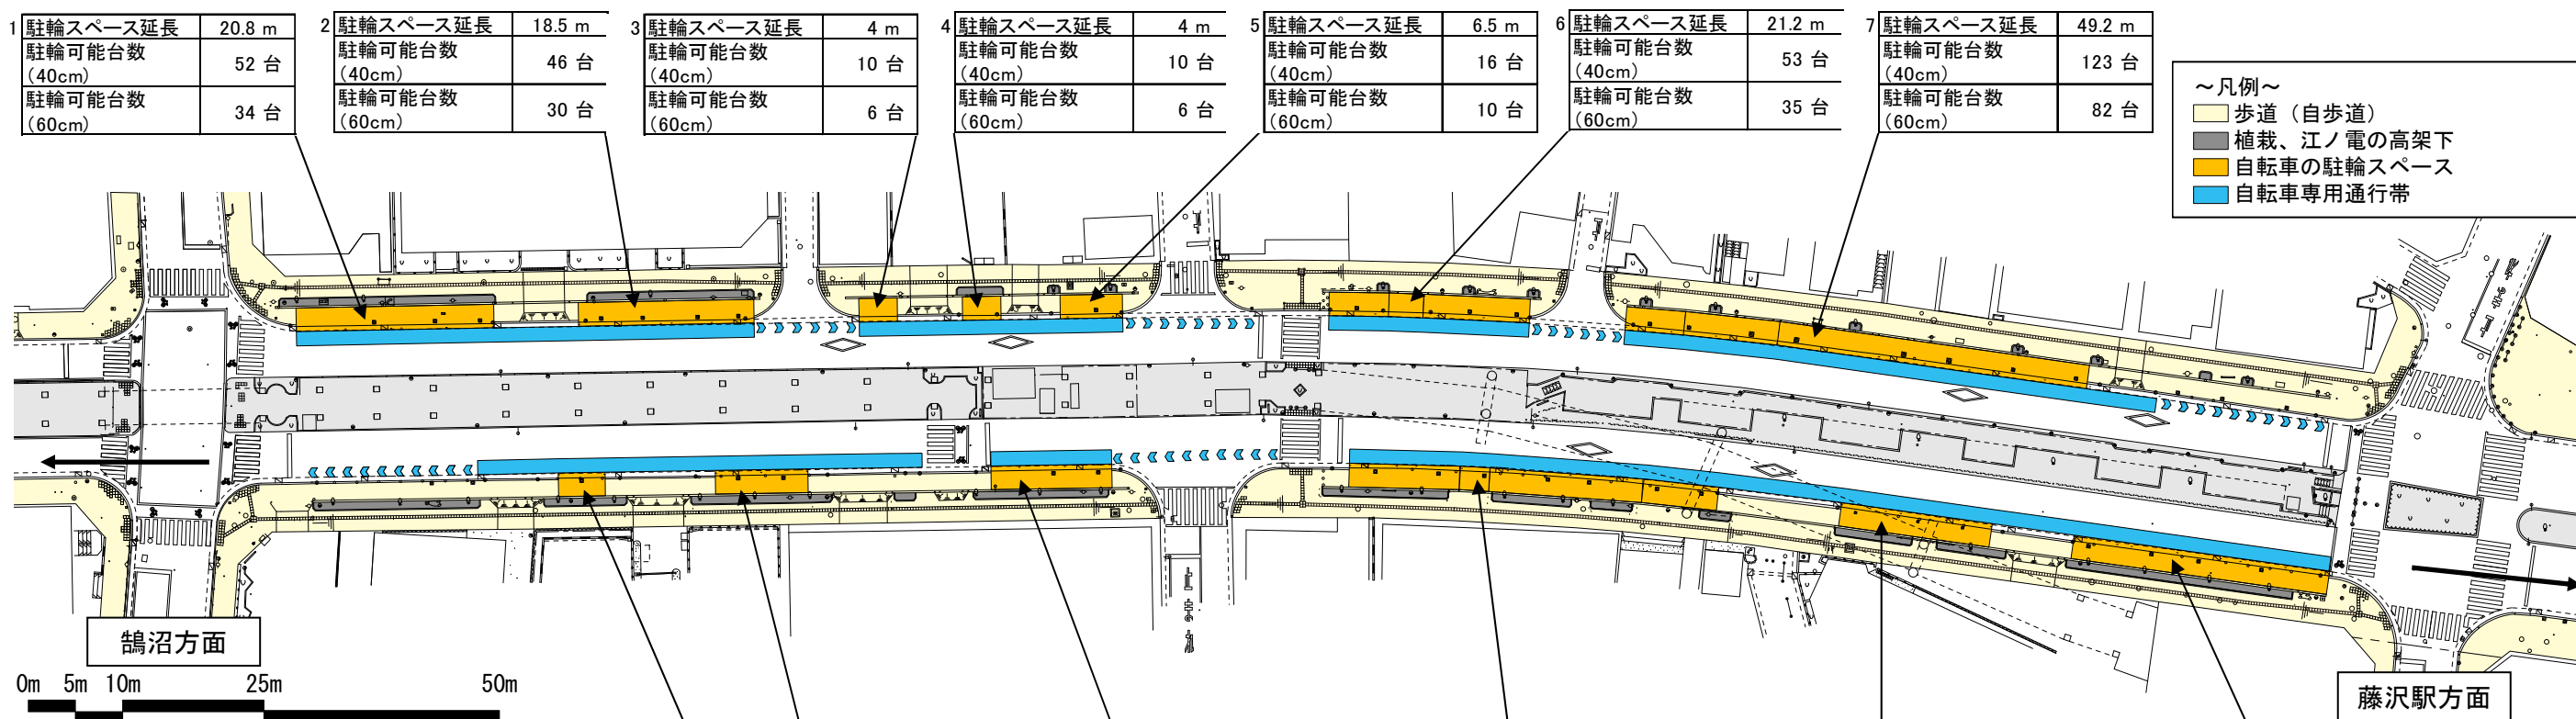 1
駐輪スペース延長 20.8 m
駐輪可能台数
(40cm) 52 台
駐輪可能台数
(60cm) 34 台
2
駐輪スペース延長 18.5 m
駐輪可能台数
(40cm) 46 台
駐輪可能台数
(60cm) 30 台
3
駐輪スペース延長 4 m
駐輪可能台数
(40cm) 10 台
駐輪可能台数
(60cm) 6 台
4
駐輪スペース延長 4 m
駐輪可能台数
(40cm) 10 台
駐輪可能台数
(60cm) 6 台
5
駐輪スペース延長 6.5 m
駐輪可能台数
(40cm) 16 台
駐輪可能台数
(60cm) 10 台
6
駐輪スペース延長 21.2 m
駐輪可能台数
(40cm) 53 台
駐輪可能台数
(60cm) 35 台
7
駐輪スペース延長 49.2 m
駐輪可能台数
(40cm) 123 台
駐輪可能台数
(60cm) 82 台
～凡例～
歩道（自歩道）
植栽、江ノ電の高架下
自転車の駐輪スペース
自転車専用通行帯
鵠沼方面
0m 5m 10m 25m 50m
藤沢駅方面